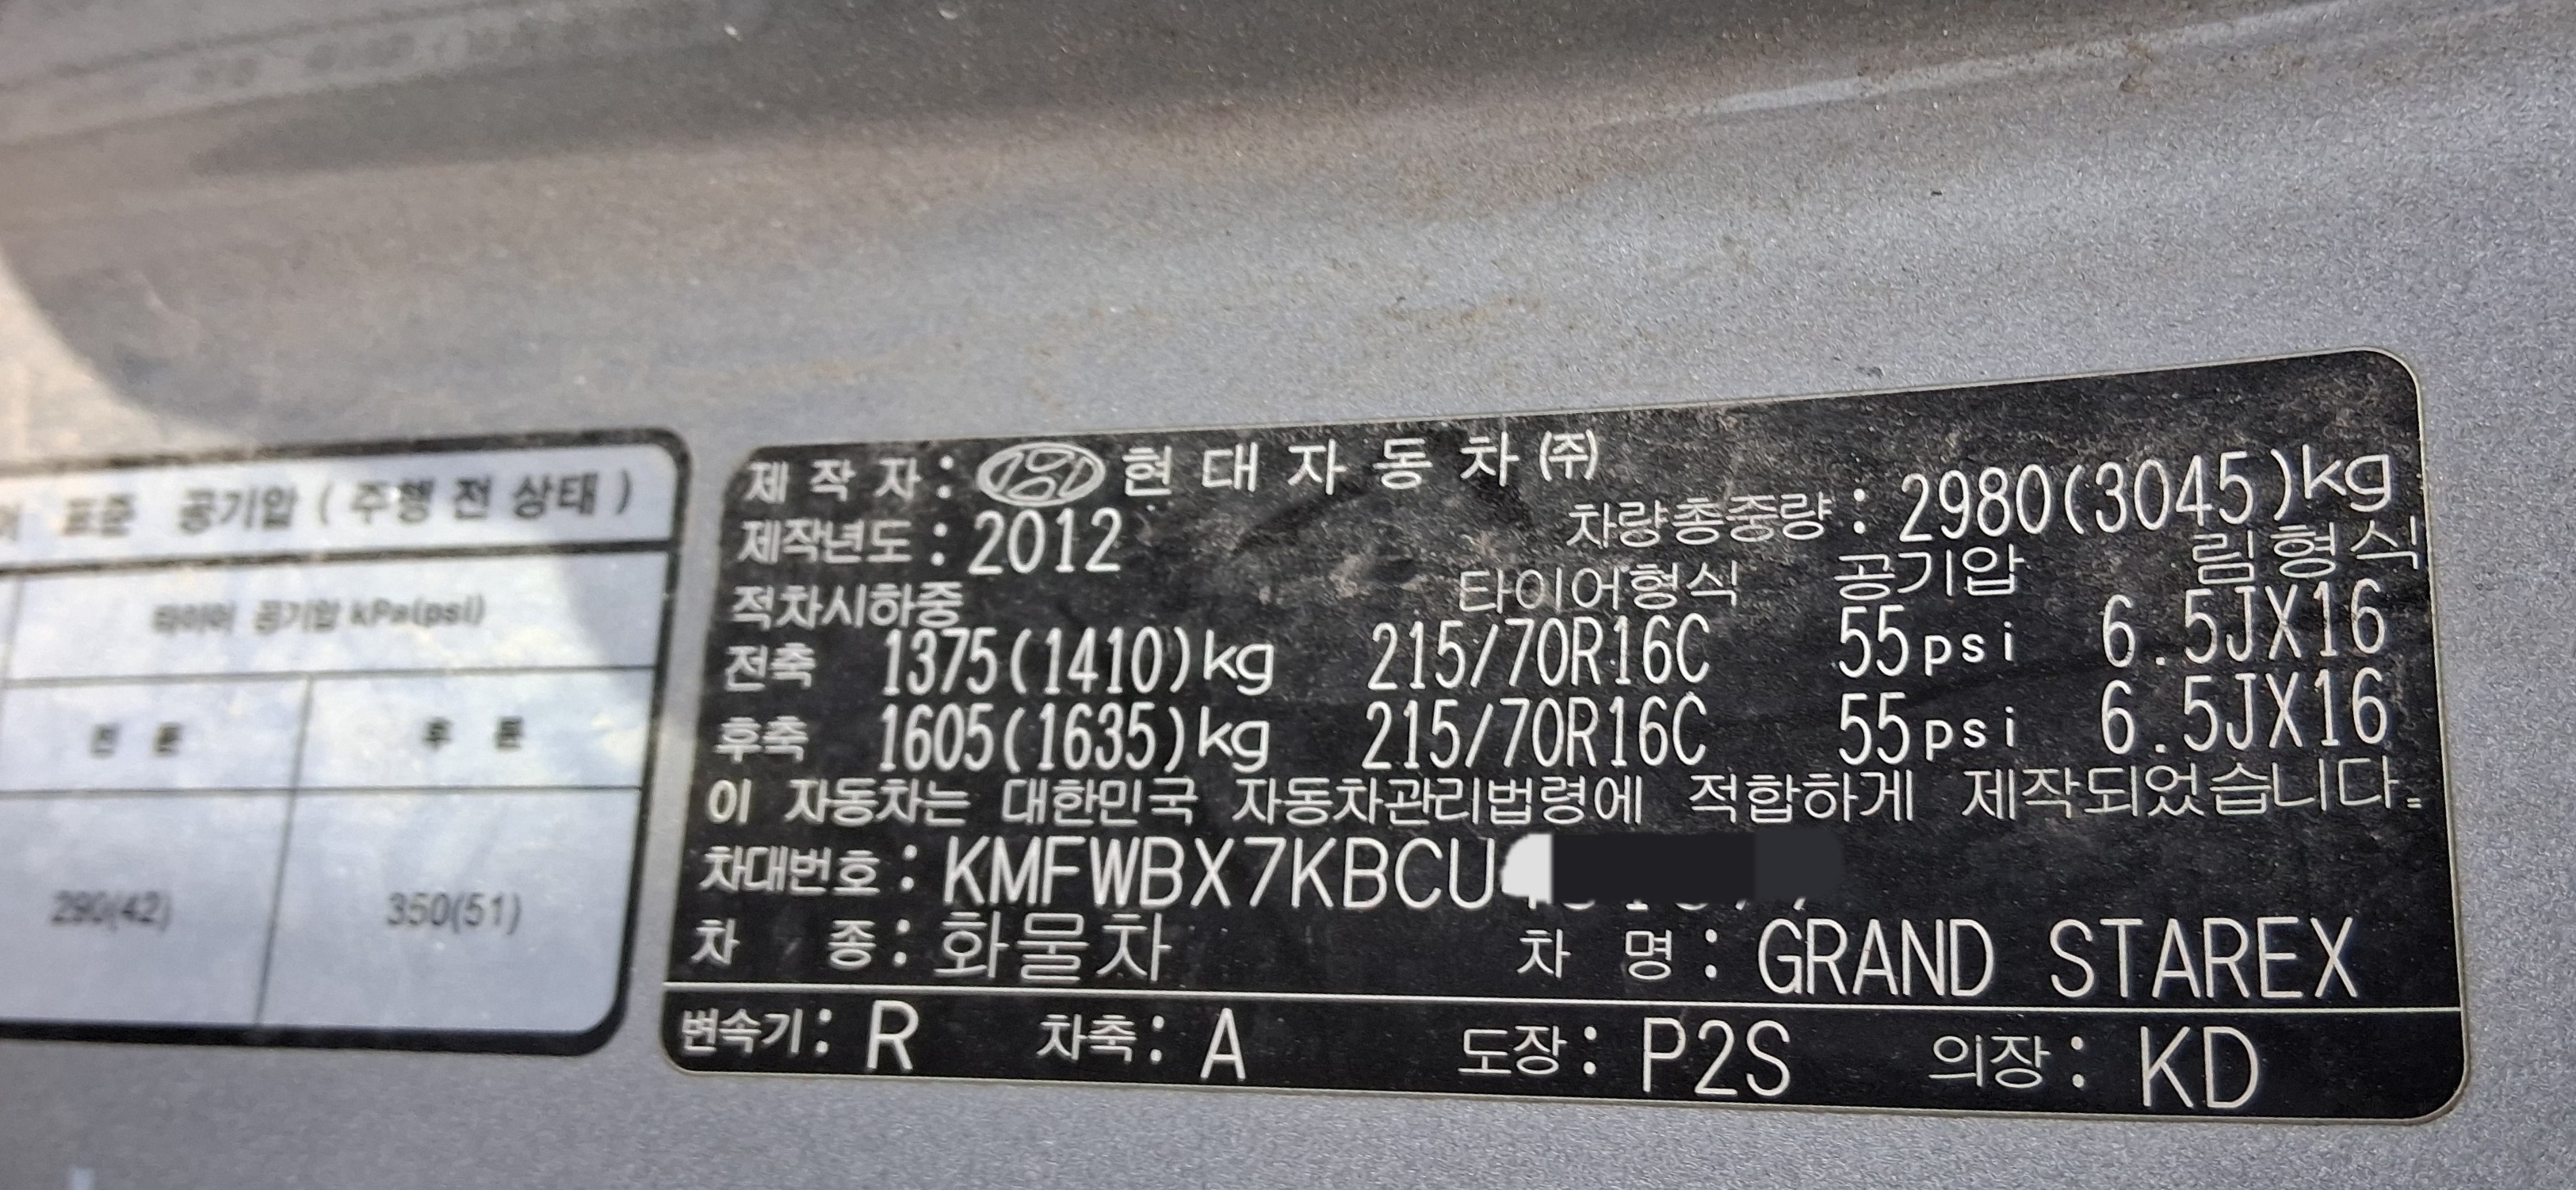 표준 공기압 ( 주행 전 상태 )
타이어 공기압 kPa(psi)
전 륜 후 륜
290(42) 350(51)
제 작 자 : 현 대 자 동 차 ㈜
제작년도 : 2012 차량총중량 : 2980(3045)kg
적차시하중 타이어형식 공기압 림형식
전축 1375(1410)kg 215/70R16C 55psi 6.5JX16
후축 1605(1635)kg 215/70R16C 55psi 6.5JX16
이 자동차는 대한민국 자동차관리법령에 적합하게 제작되었습니다.
차대번호 : KMFWBX7KBCU
차 종 : 화물차 차 명 : GRAND STAREX
변속기 : R 차축 : A 도장 : P2S 의장 : KD